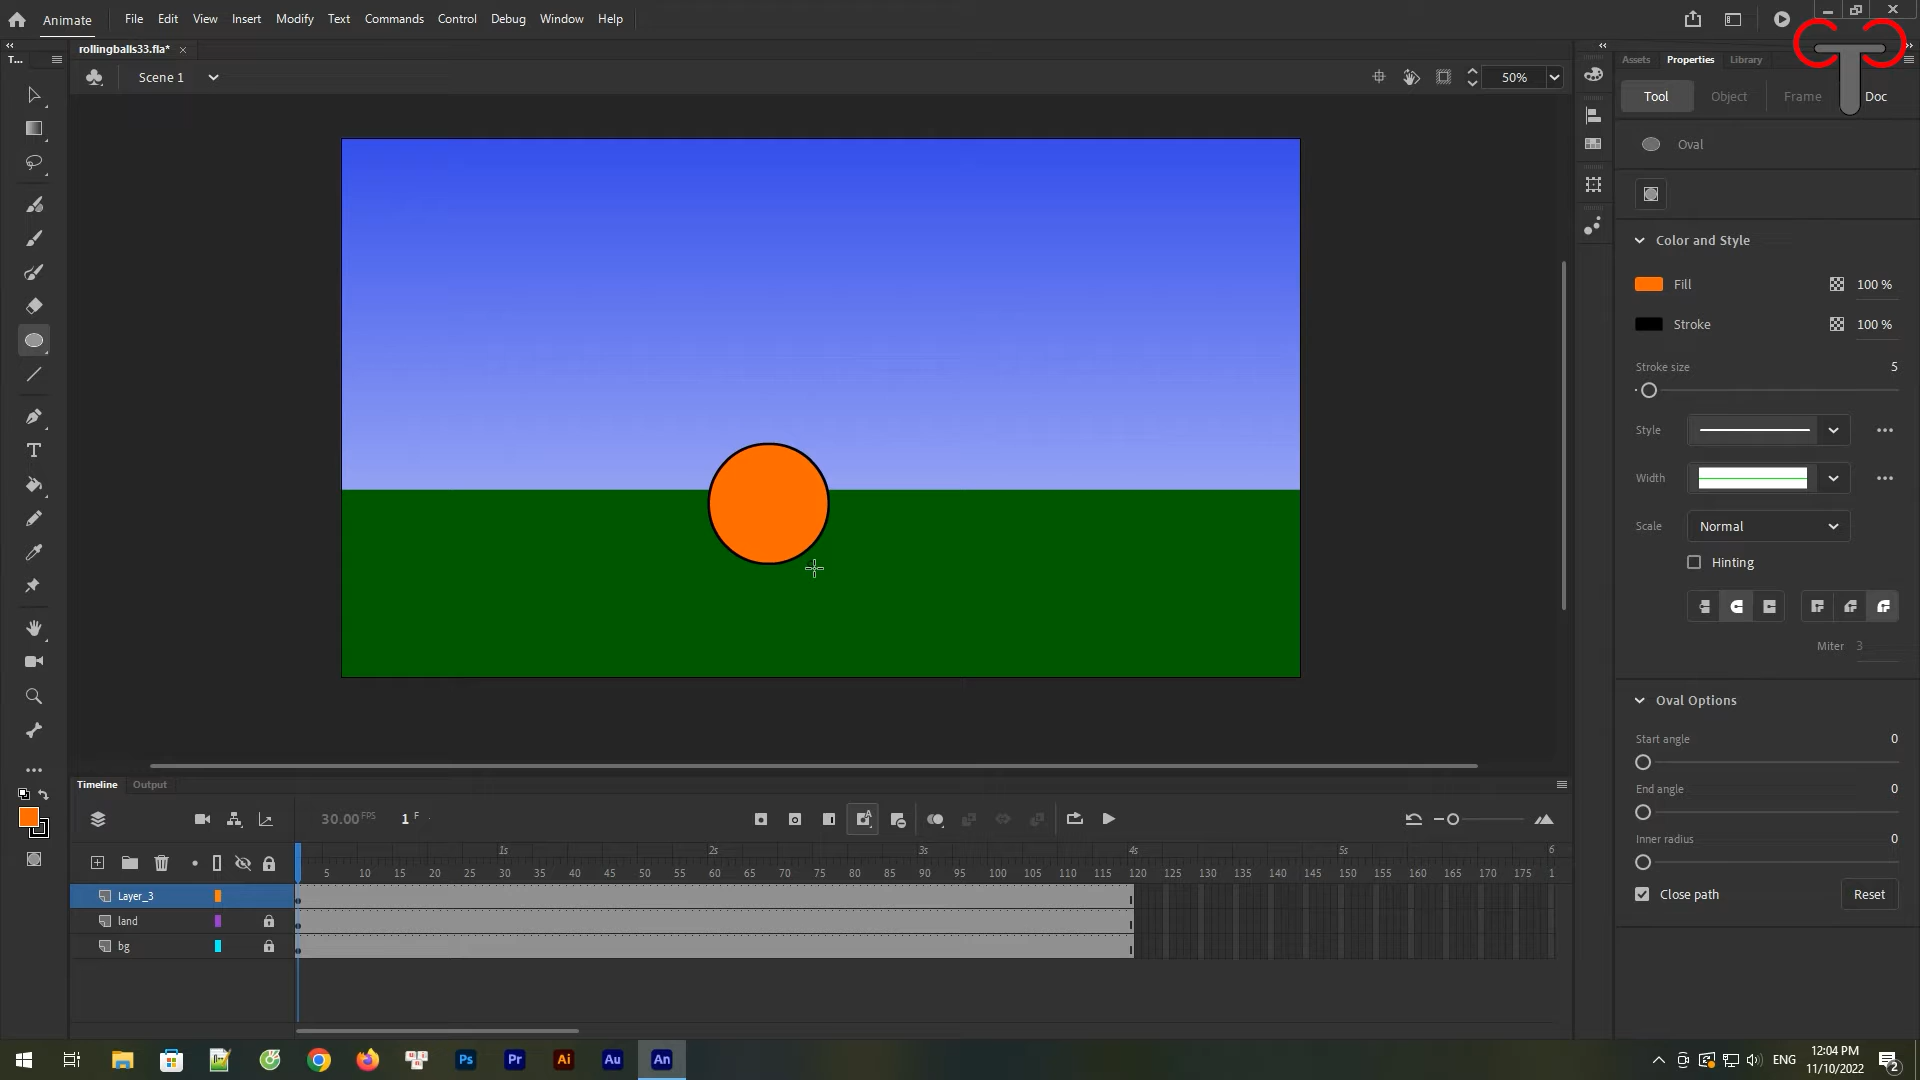 Animate File Edit View Insert Modify Text Commands Control Debug Window Help
rollingballs33.fla*
T... Assets Properties Library
Scene 1 50%
Tool Object Frame Doc
Oval
Color and Style
Fill 100 %
Stroke 100 %
Stroke size 5
Style
Width
Scale Normal
Hinting
Miter 3
Oval Options
Start angle 0
End angle 0
Inner radius 0
Close path Reset
Timeline Output
30.00 FPS 1 F
1s 2s 3s 4s 5s 6
5 10 15 20 25 30 35 40 45 50 55 60 65 70 75 80 85 90 95 100 105 110 115 120 125 130 135 140 145 150 155 160 165 170 175 1
Layer_3
land
bg
Ps Pr Ai Au An
ENG 12:04 PM
11/10/2022
2